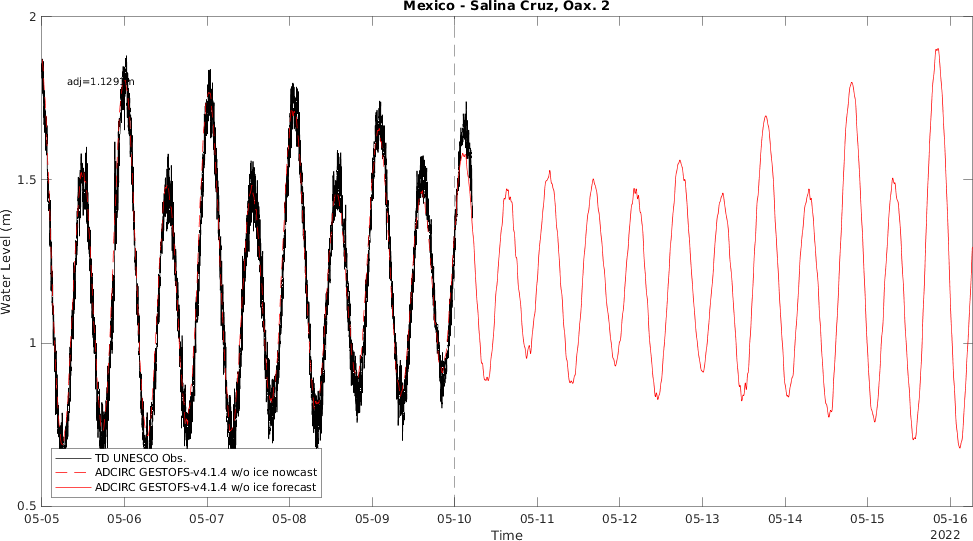 Mexico - Salina Cruz, Oax. 2
2
1.5
1
0.5
Water Level (m)
adj=1.1291m
TD UNESCO Obs.
ADCIRC GESTOFS-v4.1.4 w/o ice nowcast
ADCIRC GESTOFS-v4.1.4 w/o ice forecast
05-05 05-06 05-07 05-08 05-09 05-10 05-11 05-12 05-13 05-14 05-15 05-16
Time
2022